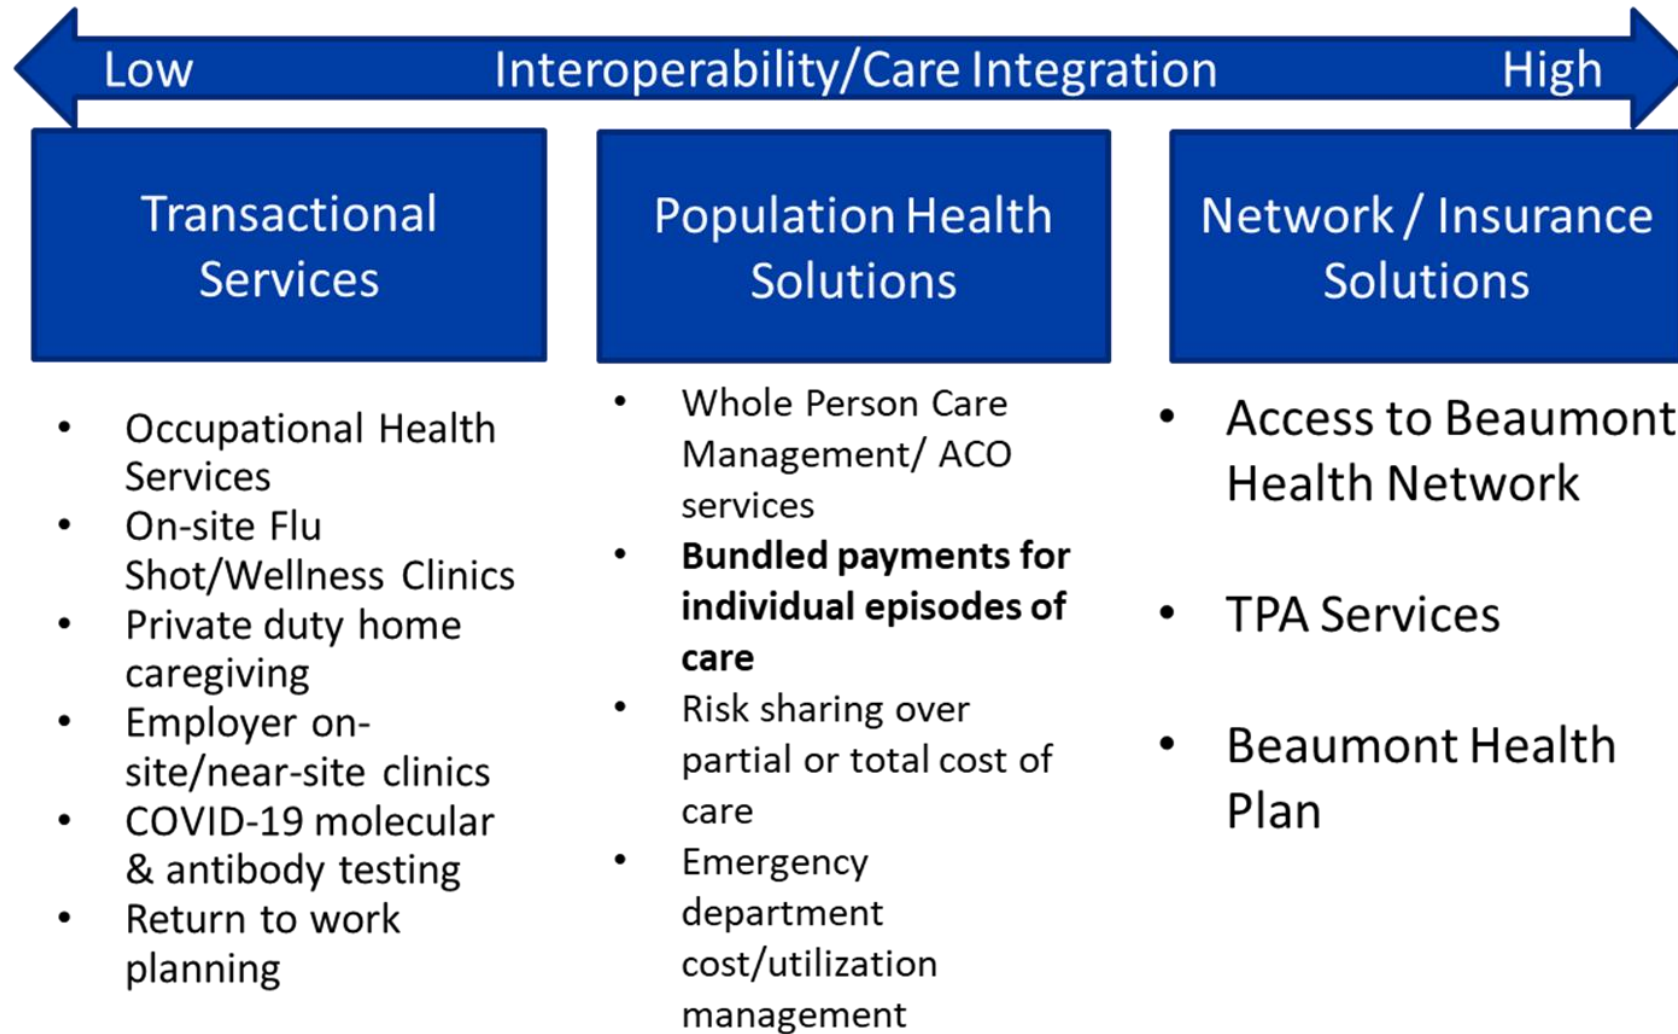 Low Interoperability/Care Integration High
Transactional
Services
Population Health
Solutions
Network / Insurance
Solutions
• Occupational Health
Services
• On-site Flu
Shot/Wellness Clinics
• Private duty home
caregiving
• Employer on-
site/near-site clinics
• COVID-19 molecular
& antibody testing
• Return to work
planning
• Whole Person Care
Management/ ACO
services
• Bundled payments for
individual episodes of
care
• Risk sharing over
partial or total cost of
care
• Emergency
department
cost/utilization
management
• Access to Beaumont
Health Network
• TPA Services
• Beaumont Health
Plan